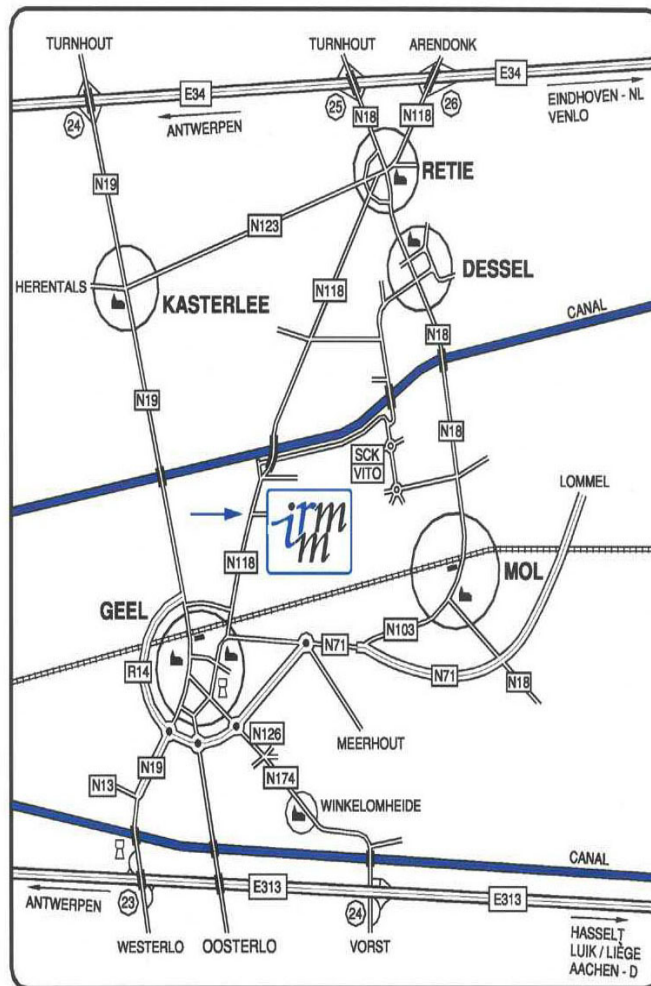 TURNHOUT
TURNHOUT
ARENDONK
E34
E34
24
ANTWERPEN
25
N18
N118
26
EINDHOVEN - NL
VENLO
RETIE
N19
N123
DESSEL
HERENTALS
KASTERLEE
N118
CANAL
N18
N19
N18
SCK
VITO
LOMMEL
irmm
N118
MOL
GEEL
N103
R14
N71
N71
N18
MEERHOUT
N126
N19
N13
N174
WINKELOMHEIDE
CANAL
E313
E313
ANTWERPEN
23
24
WESTERLO
OOSTERLO
VORST
HASSELT
LUIK / LIÈGE
AACHEN - D